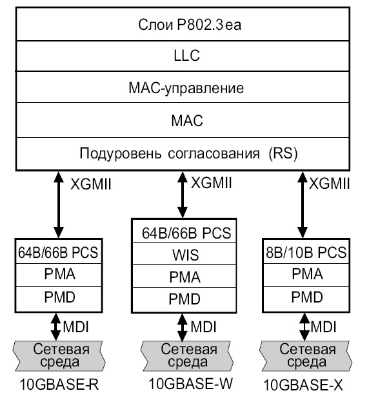 Слои P802.3ea
LLC
MAC-управление
MAC
Подуровень согласования (RS)
XGMII XGMII XGMII
64B/66B PCS
PMA
PMD
MDI
Сетевая
среда
10GBASE-R
64B/66B PCS
WIS
PMA
PMD
MDI
Сетевая
среда
10GBASE-W
8B/10B PCS
PMA
PMD
MDI
Сетевая
среда
10GBASE-X